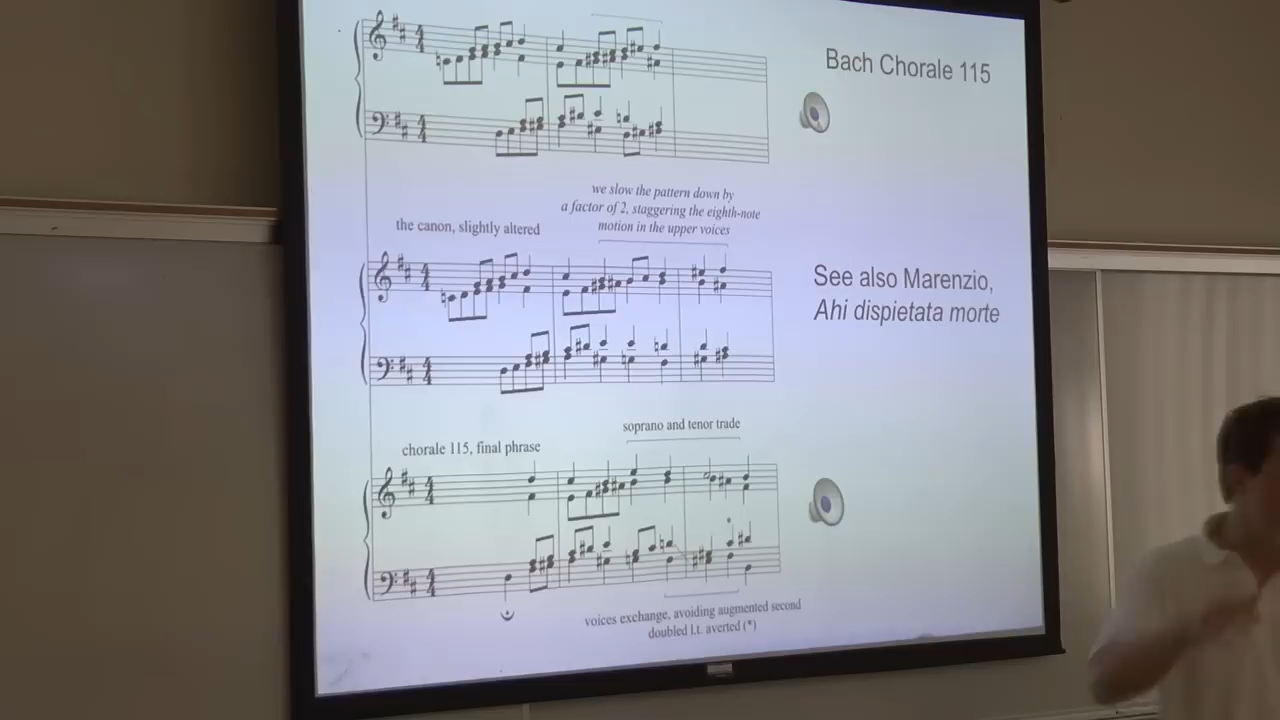 Bach Chorale 115
we slow the pattern down by
a factor of 2, staggering the eighth-note
motion in the upper voices
the canon, slightly altered
See also Marenzio,
Ahi dispietata morte
soprano and tenor trade
chorale 115, final phrase
voices exchange, avoiding augmented second
doubled l.t. averted (*)